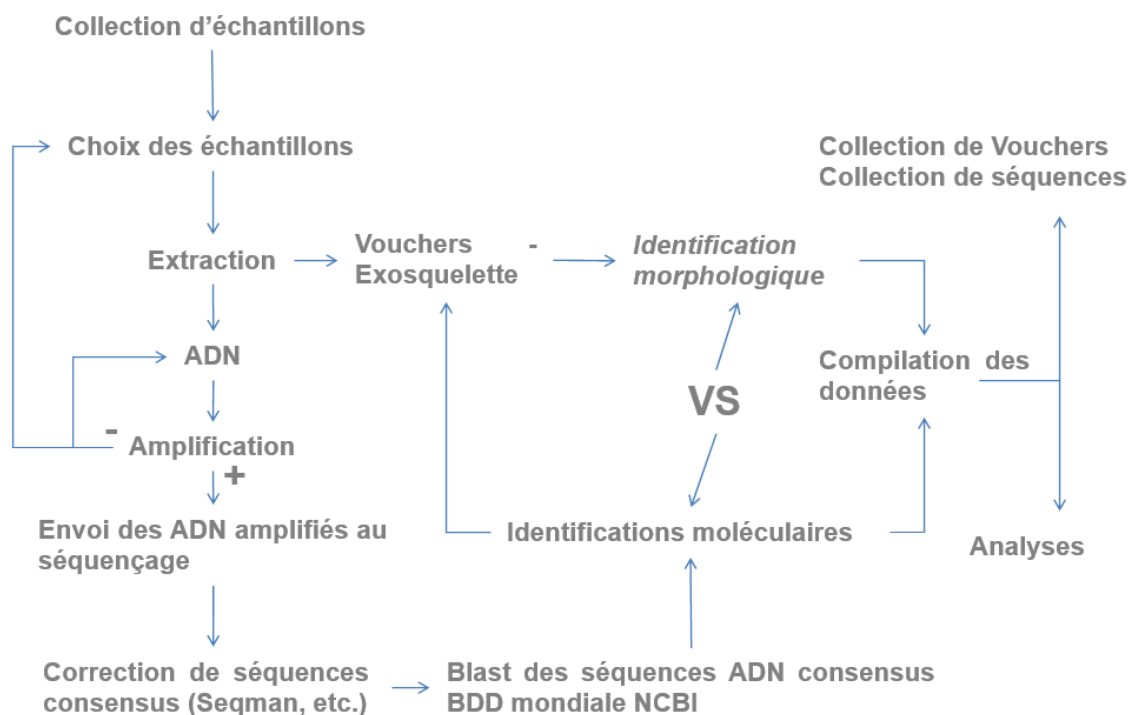 Collection d'échantillons
Choix des échantillons
Collection de Vouchers
Collection de séquences
Extraction
Vouchers -
Exosquelette
Identification
morphologique
ADN
Compilation des
données
VS
-
Amplification
+
Envoi des ADN amplifiés au
séquençage
Identifications moléculaires
Analyses
Correction de séquences
consensus (Seqman, etc.)
Blast des séquences ADN consensus
BDD mondiale NCBI